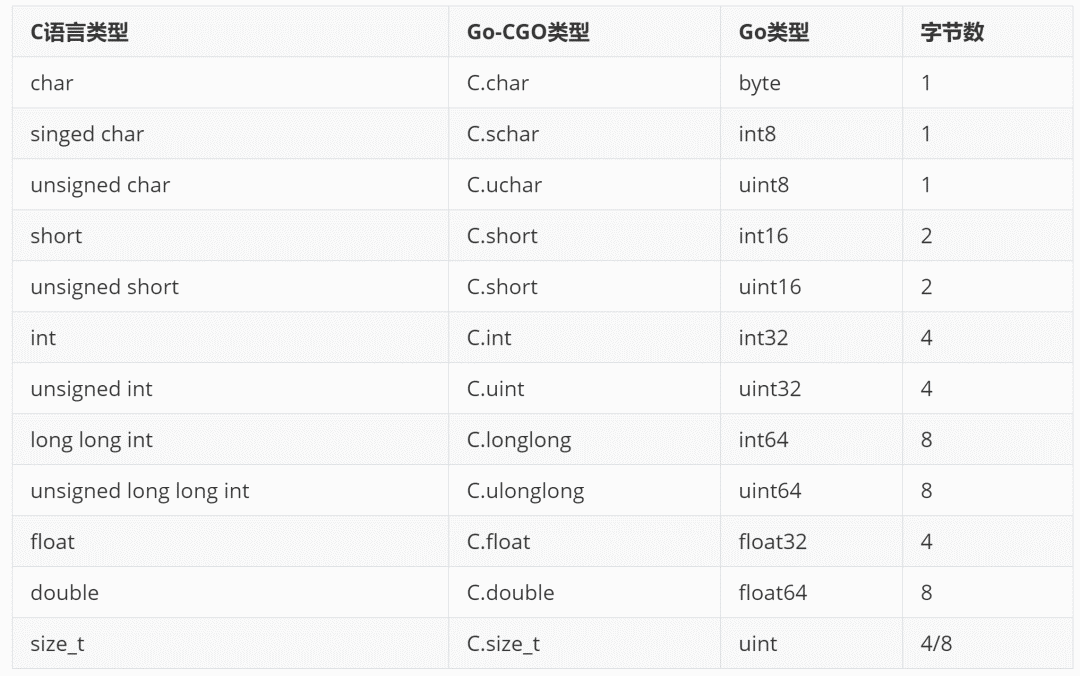 C语言类型 Go-CGO类型 Go类型 字节数
char C.char byte 1
singed char C.schar int8 1
unsigned char C.uchar uint8 1
short C.short int16 2
unsigned short C.short uint16 2
int C.int int32 4
unsigned int C.uint uint32 4
long long int C.longlong int64 8
unsigned long long int C.ulonglong uint64 8
float C.float float32 4
double C.double float64 8
size_t C.size_t uint 4/8